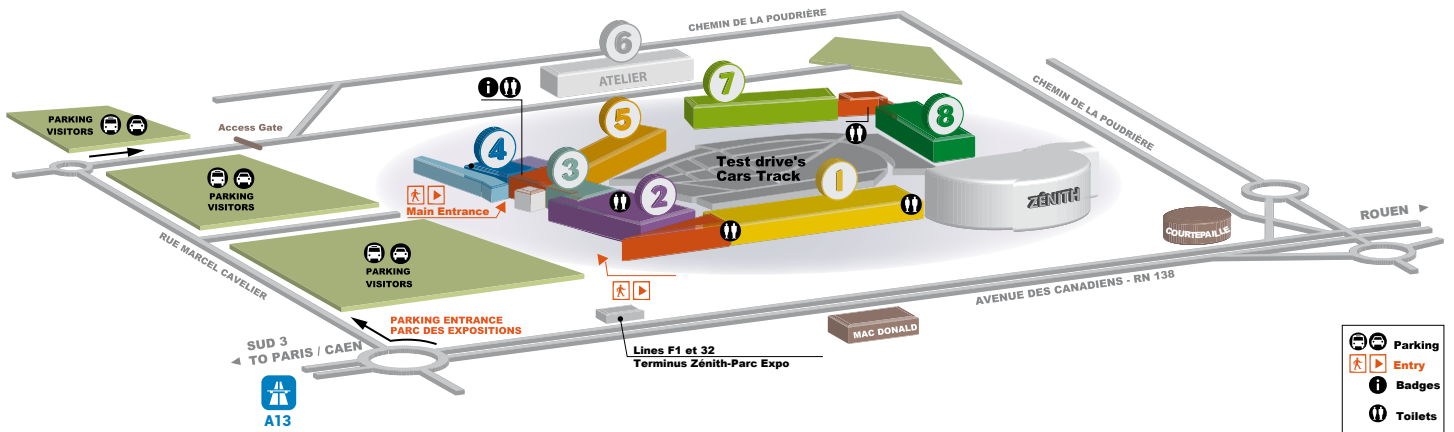 CHEMIN DE LA POUDRIÈRE
6
ATELIER
7
CHEMIN DE LA POUDRIÈRE
PARKING
VISITORS
Access Gate
i
5
8
4
Test drive's
Cars Track
3
1
PARKING
VISITORS
2
Main Entrance
ZÉNITH
ROUEN
COURTEPAILLE
RUE MARCEL CAVELIER
PARKING
VISITORS
AVENUE DES CANADIENS - RN 138
PARKING ENTRANCE
PARC DES EXPOSITIONS
MAC DONALD
SUD 3
TO PARIS / CAEN
Lines F1 et 32
Terminus Zénith-Parc Expo
A13
Parking
Entry
i
Badges
Toilets